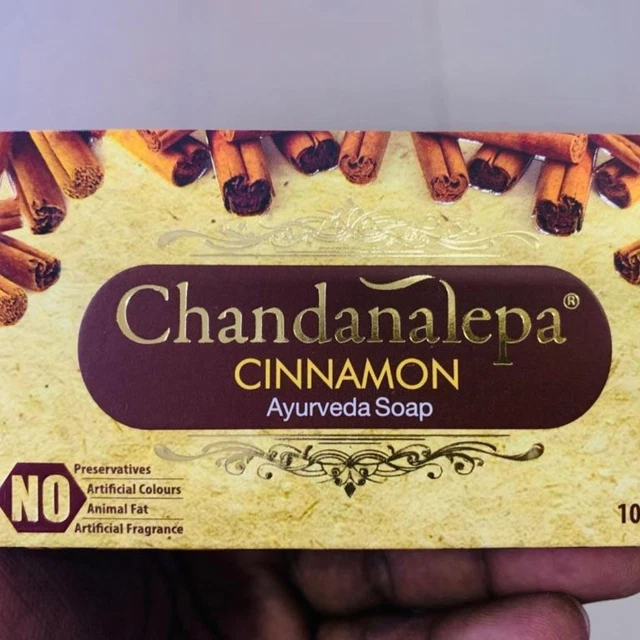 Chandanalepa®
CINNAMON
Ayurveda Soap
NO
Preservatives
Artificial Colours
Animal Fat
Artificial Fragrance